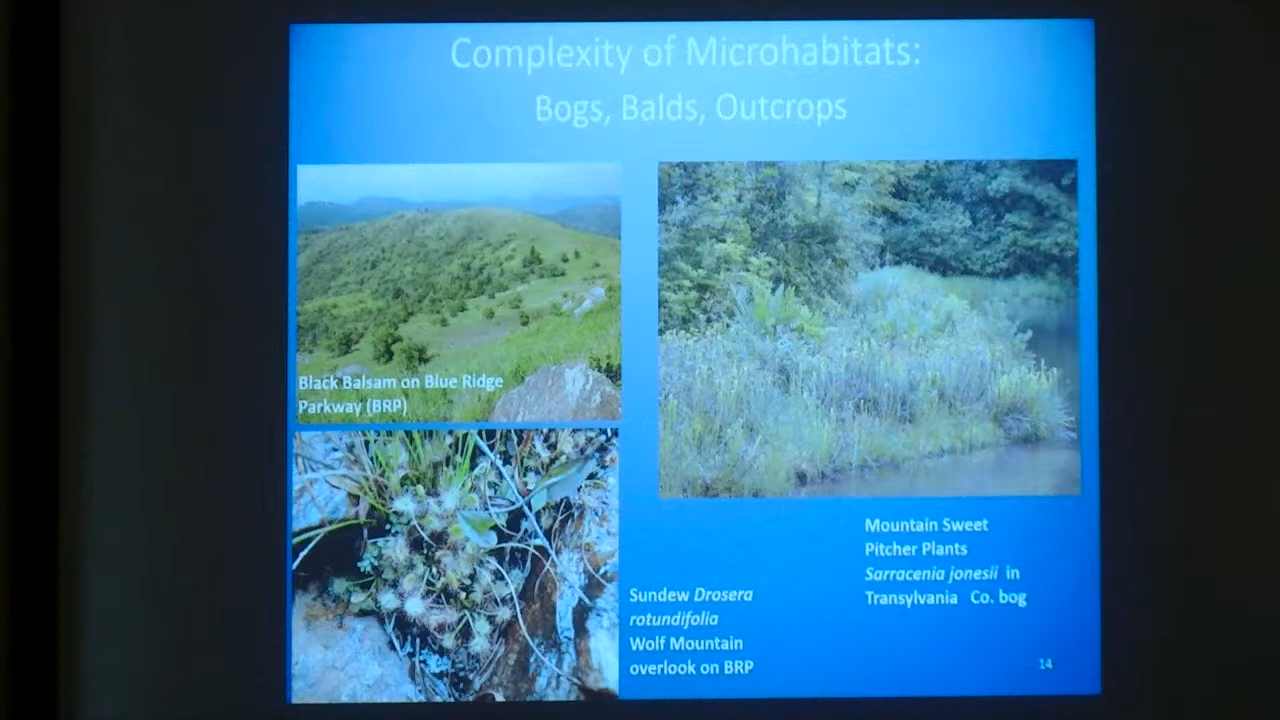 Complexity of Microhabitats:
Bogs, Balds, Outcrops
Black Balsam on Blue Ridge
Parkway (BRP)
Mountain Sweet
Pitcher Plants
Sarracenia jonesii in
Transylvania Co. bog
Sundew Drosera
rotundifolia
Wolf Mountain
overlook on BRP
14